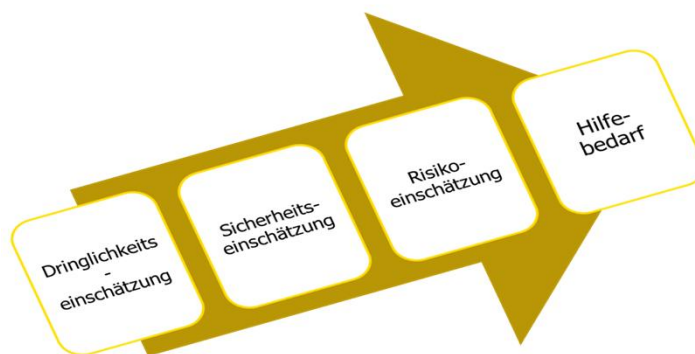 Dringlichkeits
-
einschätzung
Sicherheits-
einschätzung
Risiko-
einschätzung
Hilfe-
bedarf